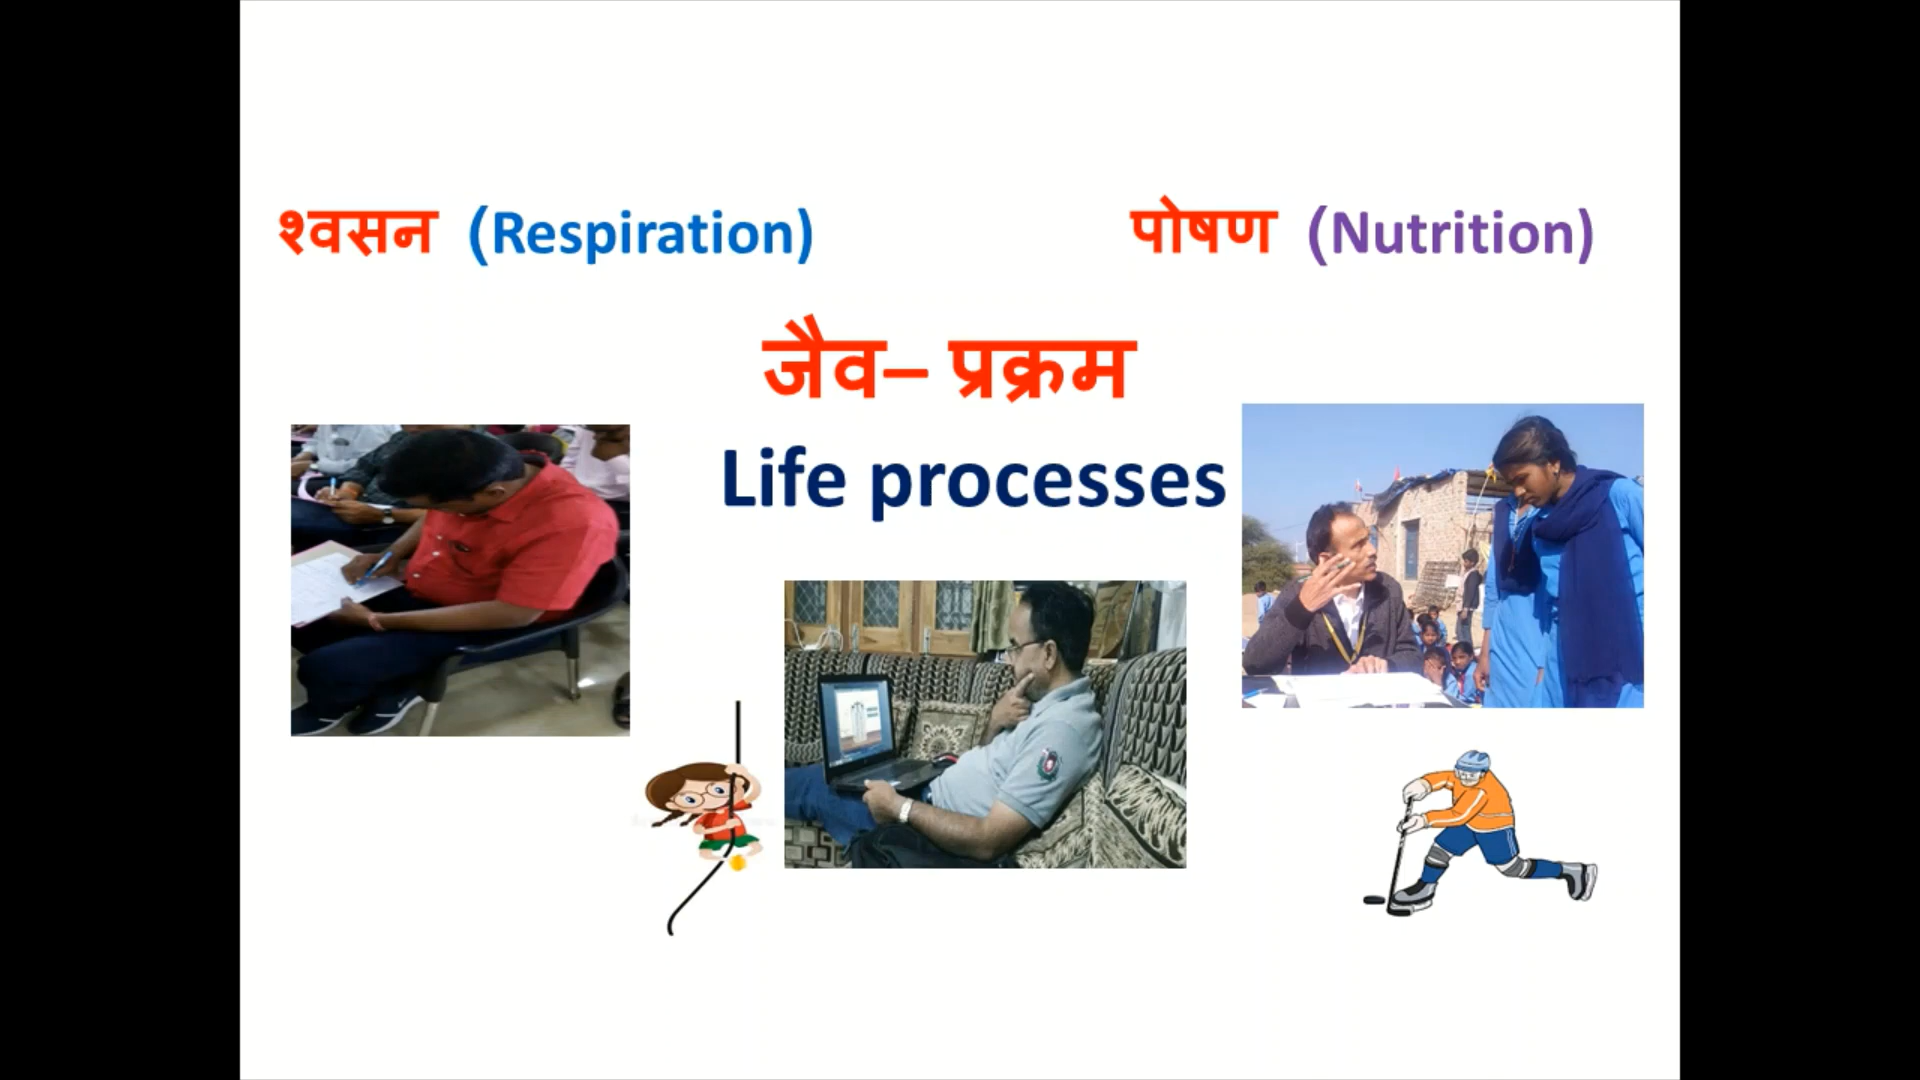 श्वसन (Respiration)
पोषण (Nutrition)
जैव– प्रक्रम
Life processes